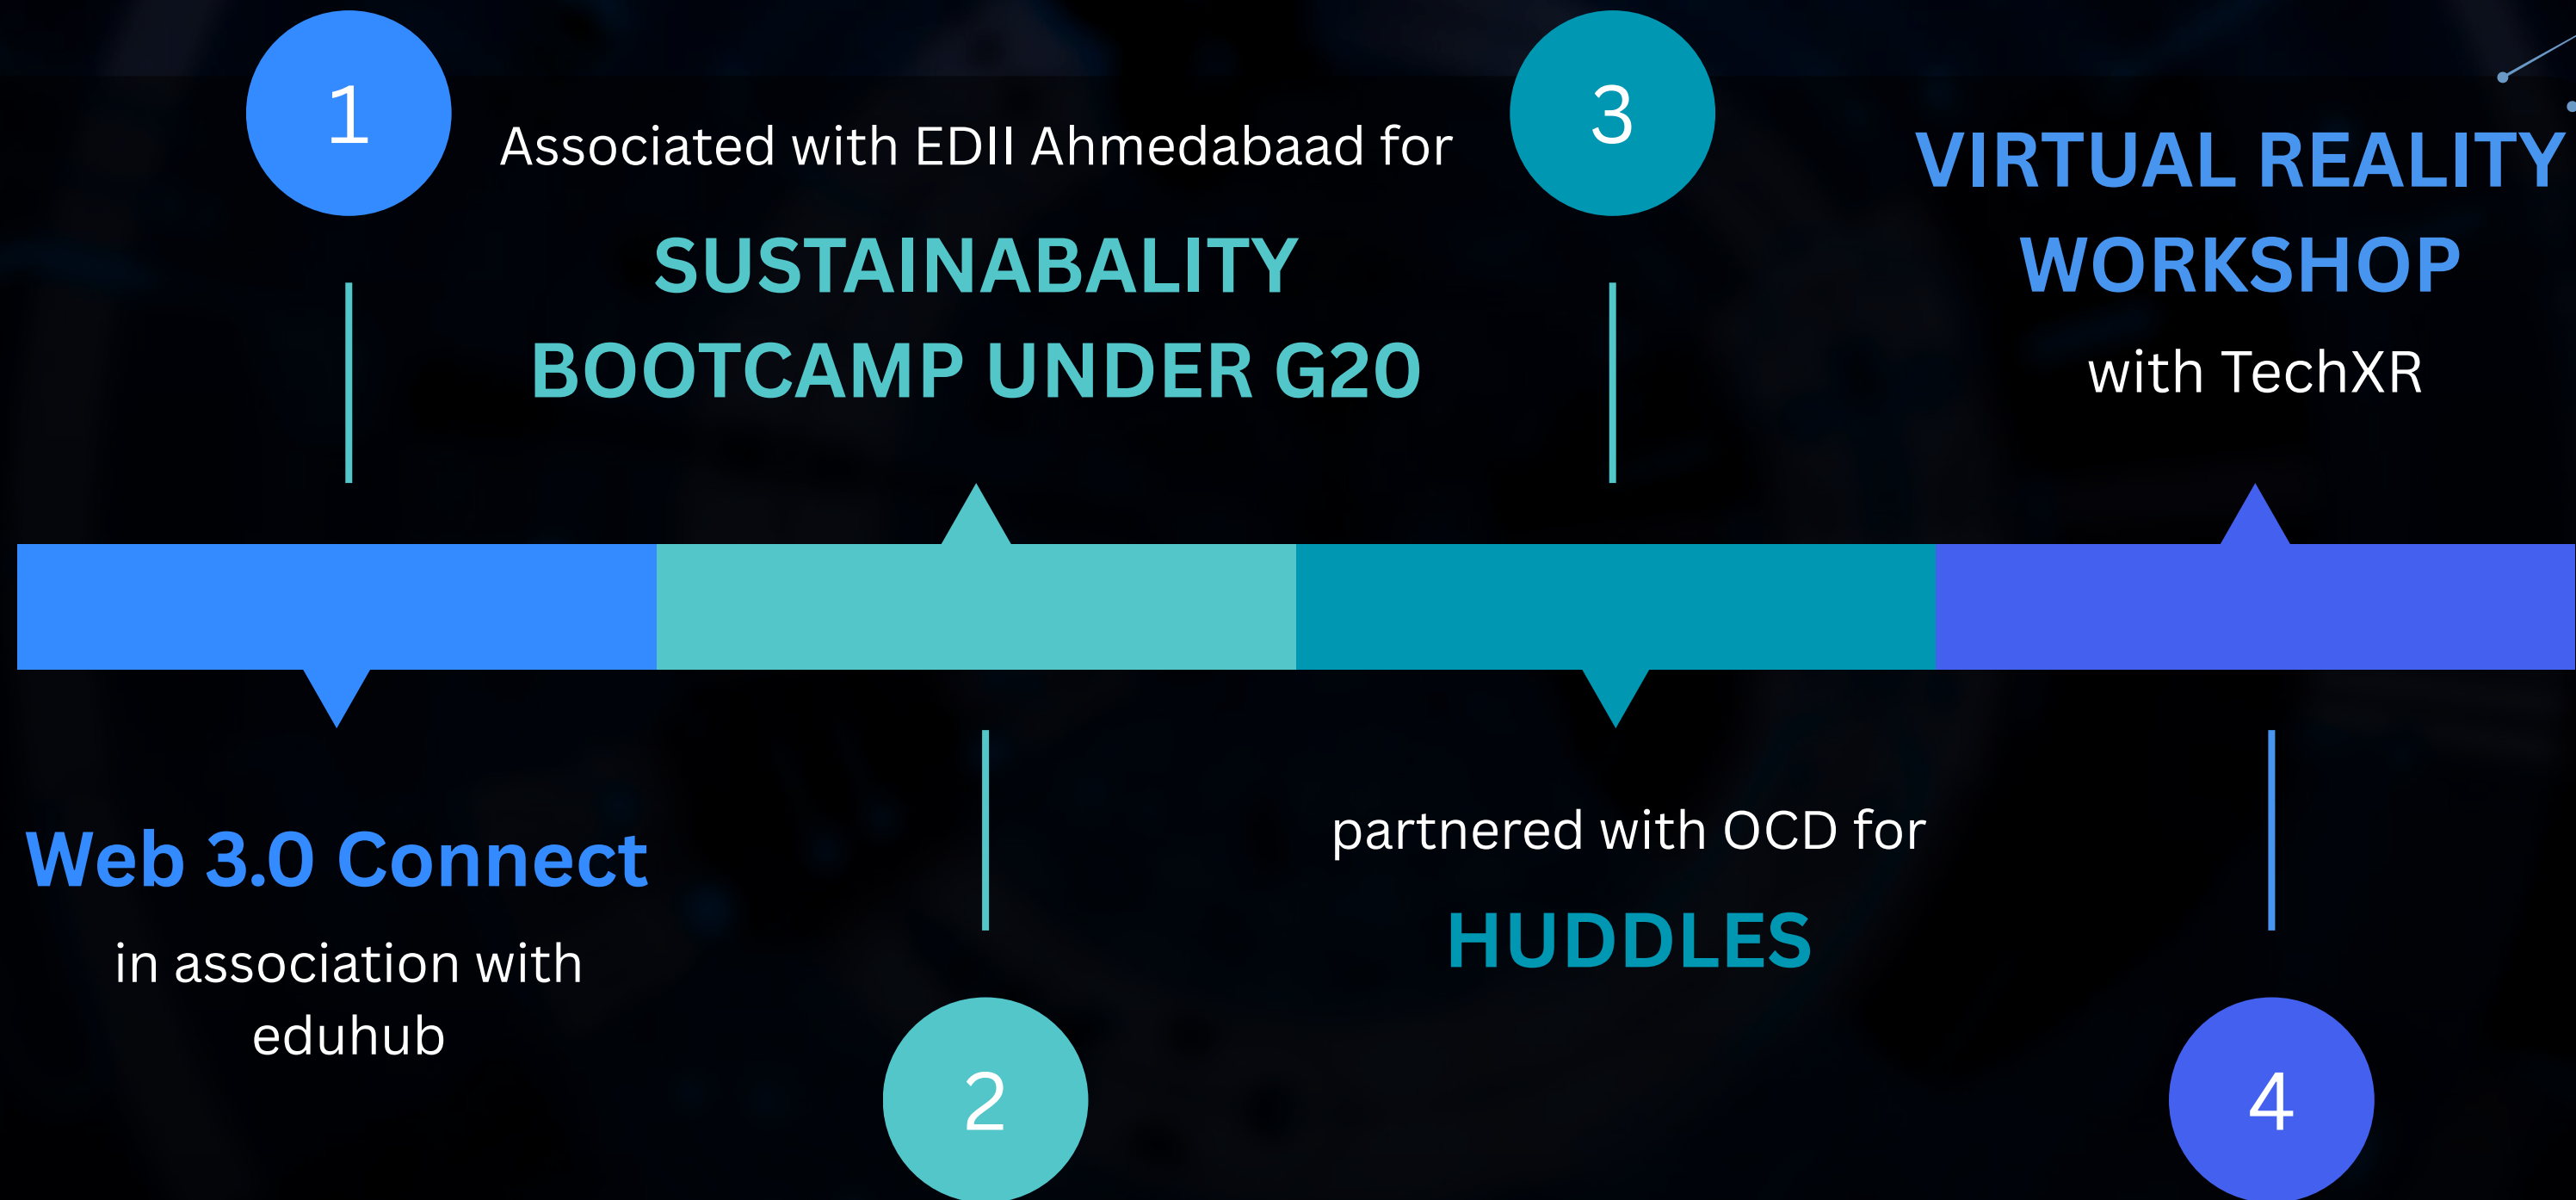 1
Web 3.0 Connect
in association with
eduhub
Associated with EDII Ahmedabaad for
SUSTAINABALITY
BOOTCAMP UNDER G20
2
3
partnered with OCD for
HUDDLES
VIRTUAL REALITY
WORKSHOP
with TechXR
4